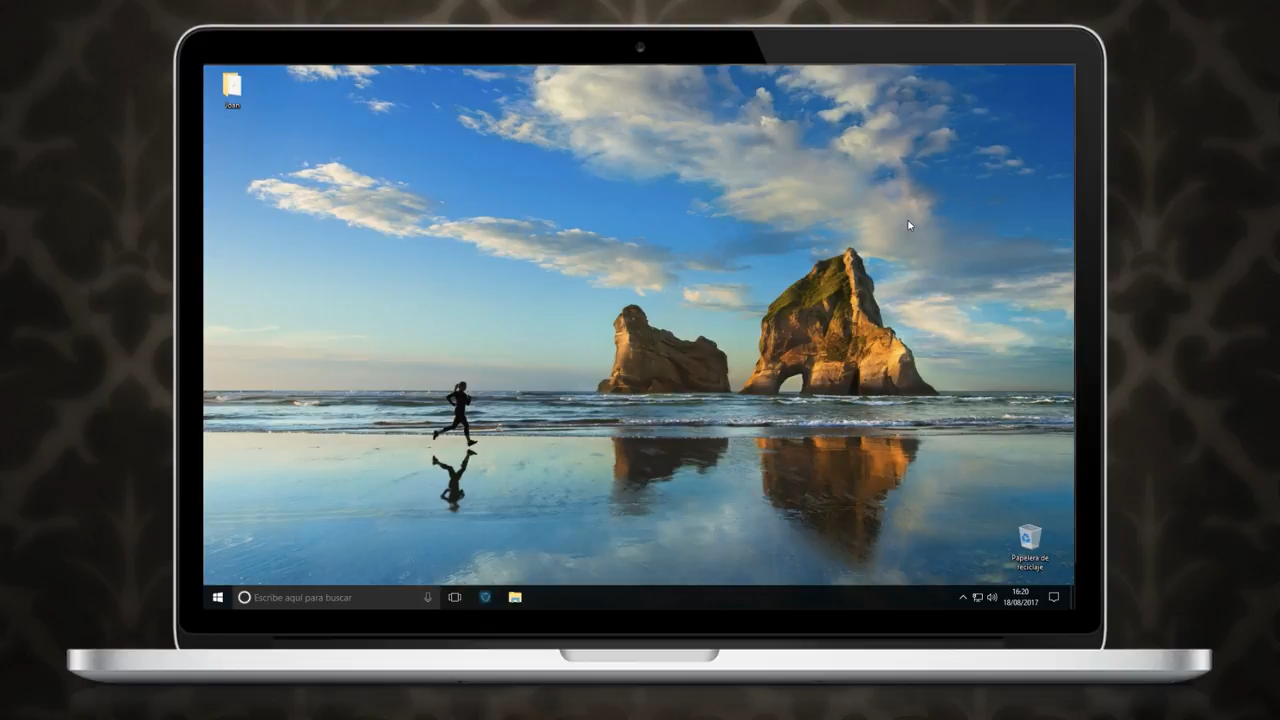 Joan
Papelera de
reciclaje
Escribe aquí para buscar
16:20
18/08/2017